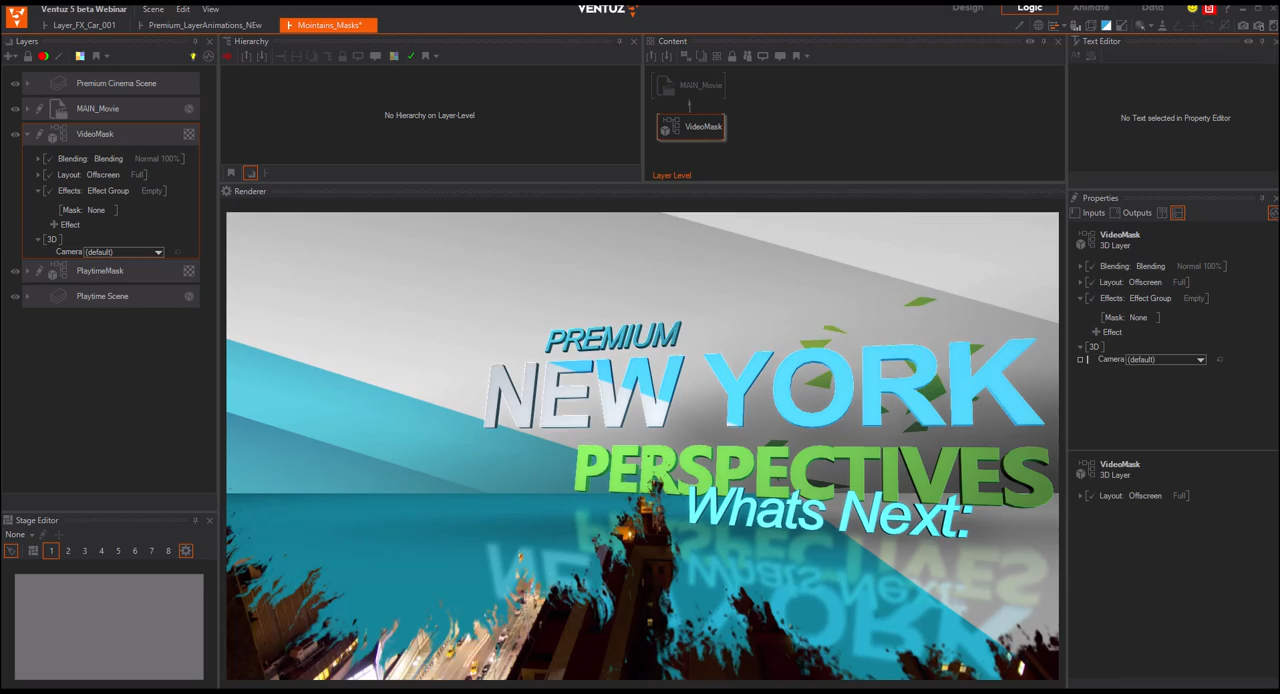 Ventuz 5 beta Webinar Scene Edit View VENTUZ Design Logic Animate Data
Layer_FX_Car_001 Premium_LayerAnimations_NEw Mointains_Masks*
Layers
Premium Cinema Scene
MAIN_Movie
VideoMask
Blending: Blending Normal 100%
Layout: Offscreen Full
Effects: Effect Group Empty
Mask: None
Effect
3D
Camera (default)
PlaytimeMask
Playtime Scene
Stage Editor
None
1 2 3 4 5 6 7 8
Hierarchy
No Hierarchy on Layer-Level
Content
MAIN_Movie
VideoMask
Layer Level
Renderer
PREMIUM
NEW YORK
PERSPECTIVES
Whats Next:
Text Editor
No Text selected in Property Editor
Properties
Inputs Outputs
VideoMask
3D Layer
Blending: Blending Normal 100%
Layout: Offscreen Full
Effects: Effect Group Empty
Mask: None
Effect
3D
Camera (default)
VideoMask
3D Layer
Layout: Offscreen Full